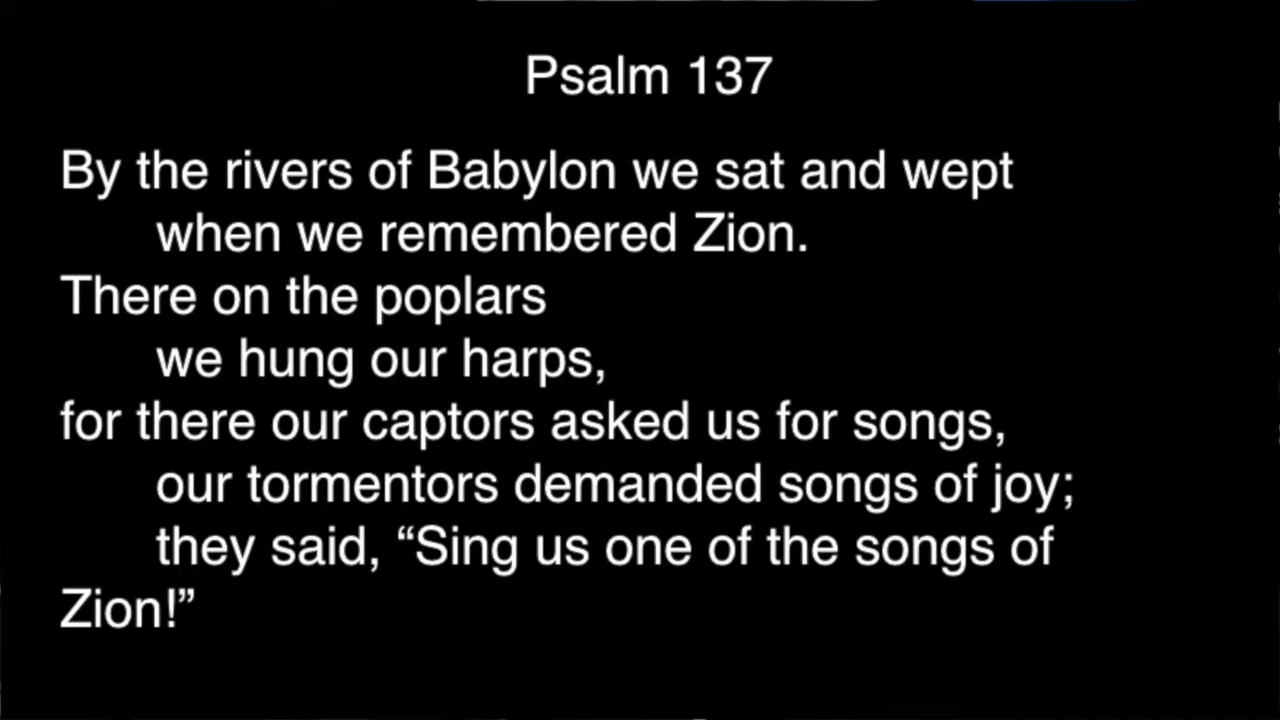 Psalm 137
By the rivers of Babylon we sat and wept
when we remembered Zion.
There on the poplars
we hung our harps,
for there our captors asked us for songs,
our tormentors demanded songs of joy;
they said, “Sing us one of the songs of
Zion!”